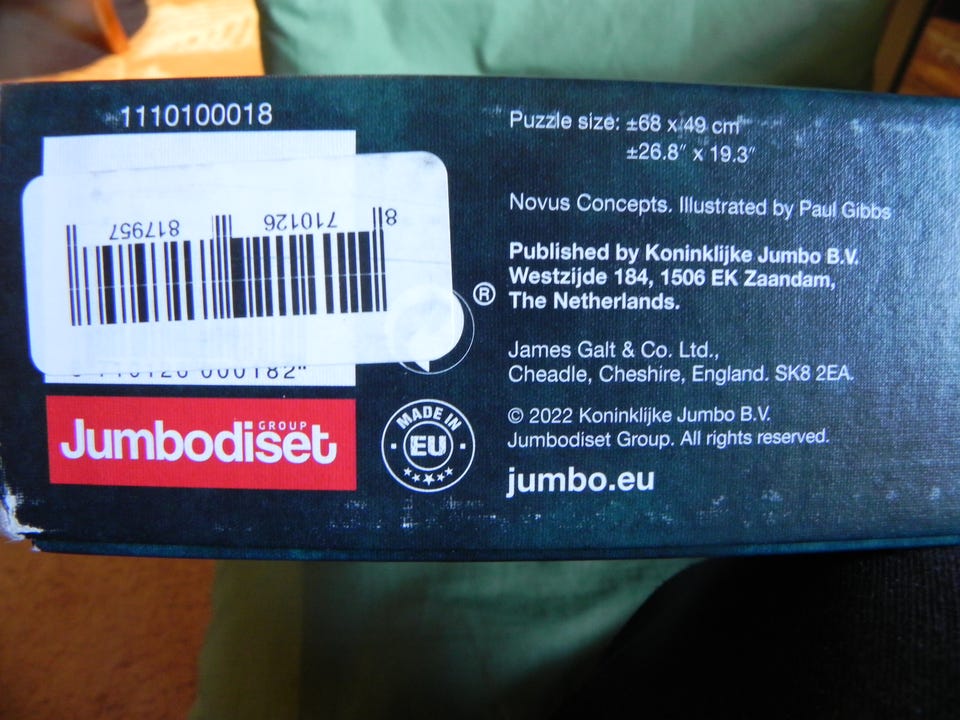 1110100018
8 710126 817957
000182
Jumbodiset
GROUP
MADE IN
EU
®
Puzzle size: ±68 x 49 cm
±26.8" x 19.3"
Novus Concepts. Illustrated by Paul Gibbs
Published by Koninklijke Jumbo B.V.
Westzijde 184, 1506 EK Zaandam,
The Netherlands.
James Galt & Co. Ltd.,
Cheadle, Cheshire, England. SK8 2EA.
© 2022 Koninklijke Jumbo B.V.
Jumbodiset Group. All rights reserved.
jumbo.eu